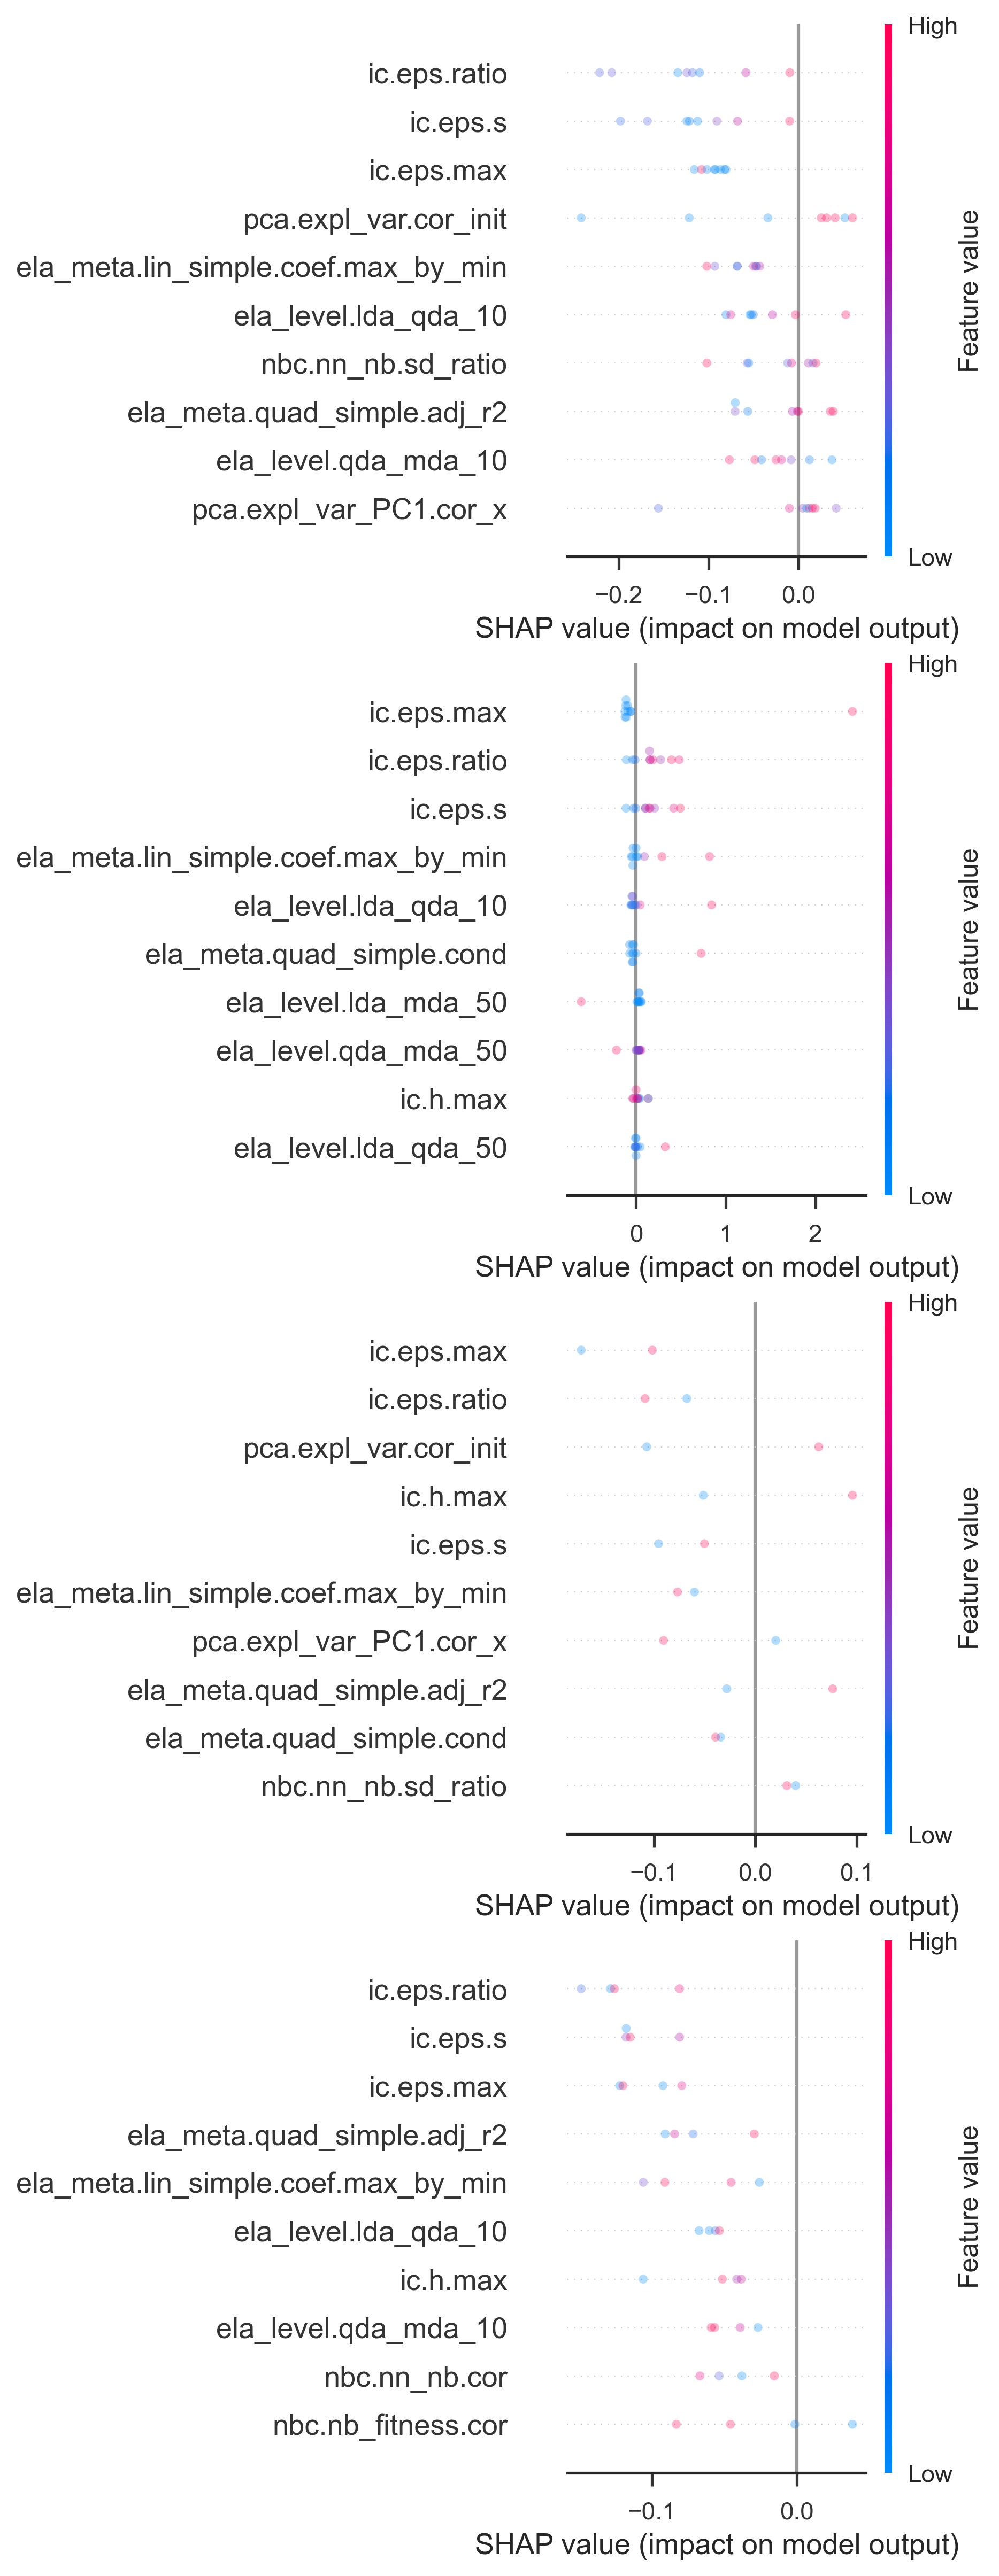 High
ic.eps.ratio
ic.eps.s
ic.eps.max
pca.expl_var.cor_init
ela_meta.lin_simple.coef.max_by_min
ela_level.lda_qda_10
nbc.nn_nb.sd_ratio
ela_meta.quad_simple.adj_r2
ela_level.qda_mda_10
pca.expl_var_PC1.cor_x
Feature value
Low
−0.2 −0.1 0.0
SHAP value (impact on model output)
High
ic.eps.max
ic.eps.ratio
ic.eps.s
ela_meta.lin_simple.coef.max_by_min
ela_level.lda_qda_10
ela_meta.quad_simple.cond
ela_level.lda_mda_50
ela_level.qda_mda_50
ic.h.max
ela_level.lda_qda_50
Feature value
Low
0 1 2
SHAP value (impact on model output)
High
ic.eps.max
ic.eps.ratio
pca.expl_var.cor_init
ic.h.max
ic.eps.s
ela_meta.lin_simple.coef.max_by_min
pca.expl_var_PC1.cor_x
ela_meta.quad_simple.adj_r2
ela_meta.quad_simple.cond
nbc.nn_nb.sd_ratio
Feature value
Low
−0.1 0.0 0.1
SHAP value (impact on model output)
High
ic.eps.ratio
ic.eps.s
ic.eps.max
ela_meta.quad_simple.adj_r2
ela_meta.lin_simple.coef.max_by_min
ela_level.lda_qda_10
ic.h.max
ela_level.qda_mda_10
nbc.nn_nb.cor
nbc.nb_fitness.cor
Feature value
Low
−0.1 0.0
SHAP value (impact on model output)